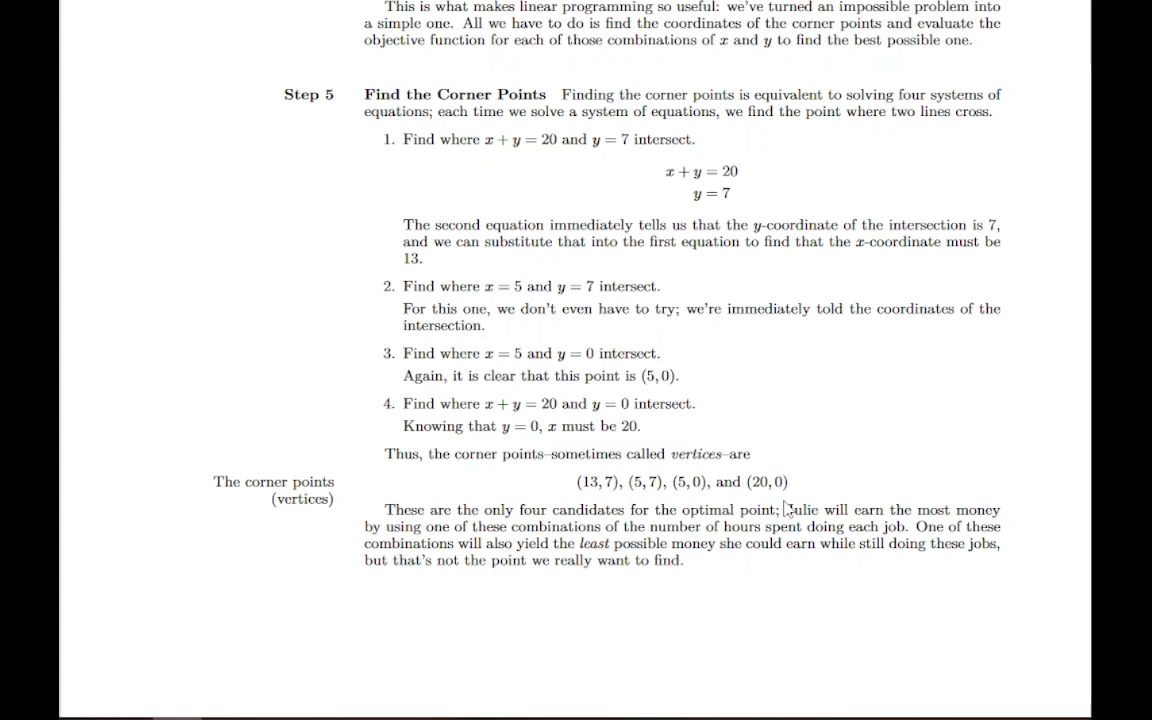 This is what makes linear programming so useful: we've turned an impossible problem into
a simple one. All we have to do is find the coordinates of the corner points and evaluate the
objective function for each of those combinations of x and y to find the best possible one.
Step 5 Find the Corner Points Finding the corner points is equivalent to solving four systems of
equations; each time we solve a system of equations, we find the point where two lines cross.
1. Find where x + y = 20 and y = 7 intersect.
x + y = 20
y = 7
The second equation immediately tells us that the y-coordinate of the intersection is 7,
and we can substitute that into the first equation to find that the x-coordinate must be
13.
2. Find where x = 5 and y = 7 intersect.
For this one, we don't even have to try; we're immediately told the coordinates of the
intersection.
3. Find where x = 5 and y = 0 intersect.
Again, it is clear that this point is (5, 0).
4. Find where x + y = 20 and y = 0 intersect.
Knowing that y = 0, x must be 20.
Thus, the corner points–sometimes called vertices–are
The corner points (13, 7), (5, 7), (5, 0), and (20, 0)
(vertices)
These are the only four candidates for the optimal point; Julie will earn the most money
by using one of these combinations of the number of hours spent doing each job. One of these
combinations will also yield the least possible money she could earn while still doing these jobs,
but that's not the point we really want to find.